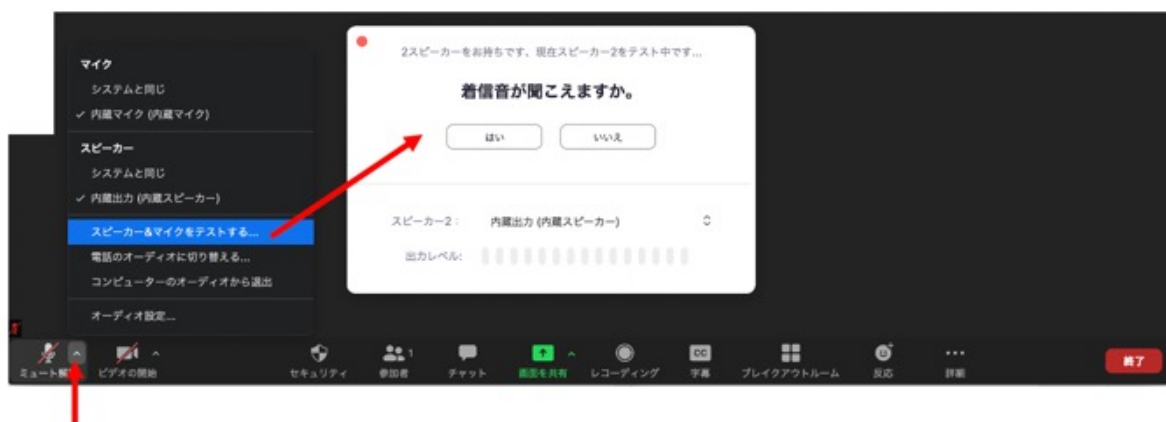 マイク
システムと同じ
✓ 内蔵マイク (内蔵マイク)
スピーカー
システムと同じ
✓ 内蔵出力 (内蔵スピーカー)
スピーカー&マイクをテストする...
電話のオーディオに切り替える...
コンピューターのオーディオから退出
オーディオ設定...
2スピーカーをお持ちです、現在スピーカー2をテスト中です...
着信音が聞こえますか。
はい
いいえ
スピーカー2:
内蔵出力 (内蔵スピーカー)
出力レベル:
ミュート解
ビデオの開始
セキュリティ
1
参加者
チャット
画面を共有
レコーディング
CC
字幕
ブレイクアウトルーム
反応
詳細
終了